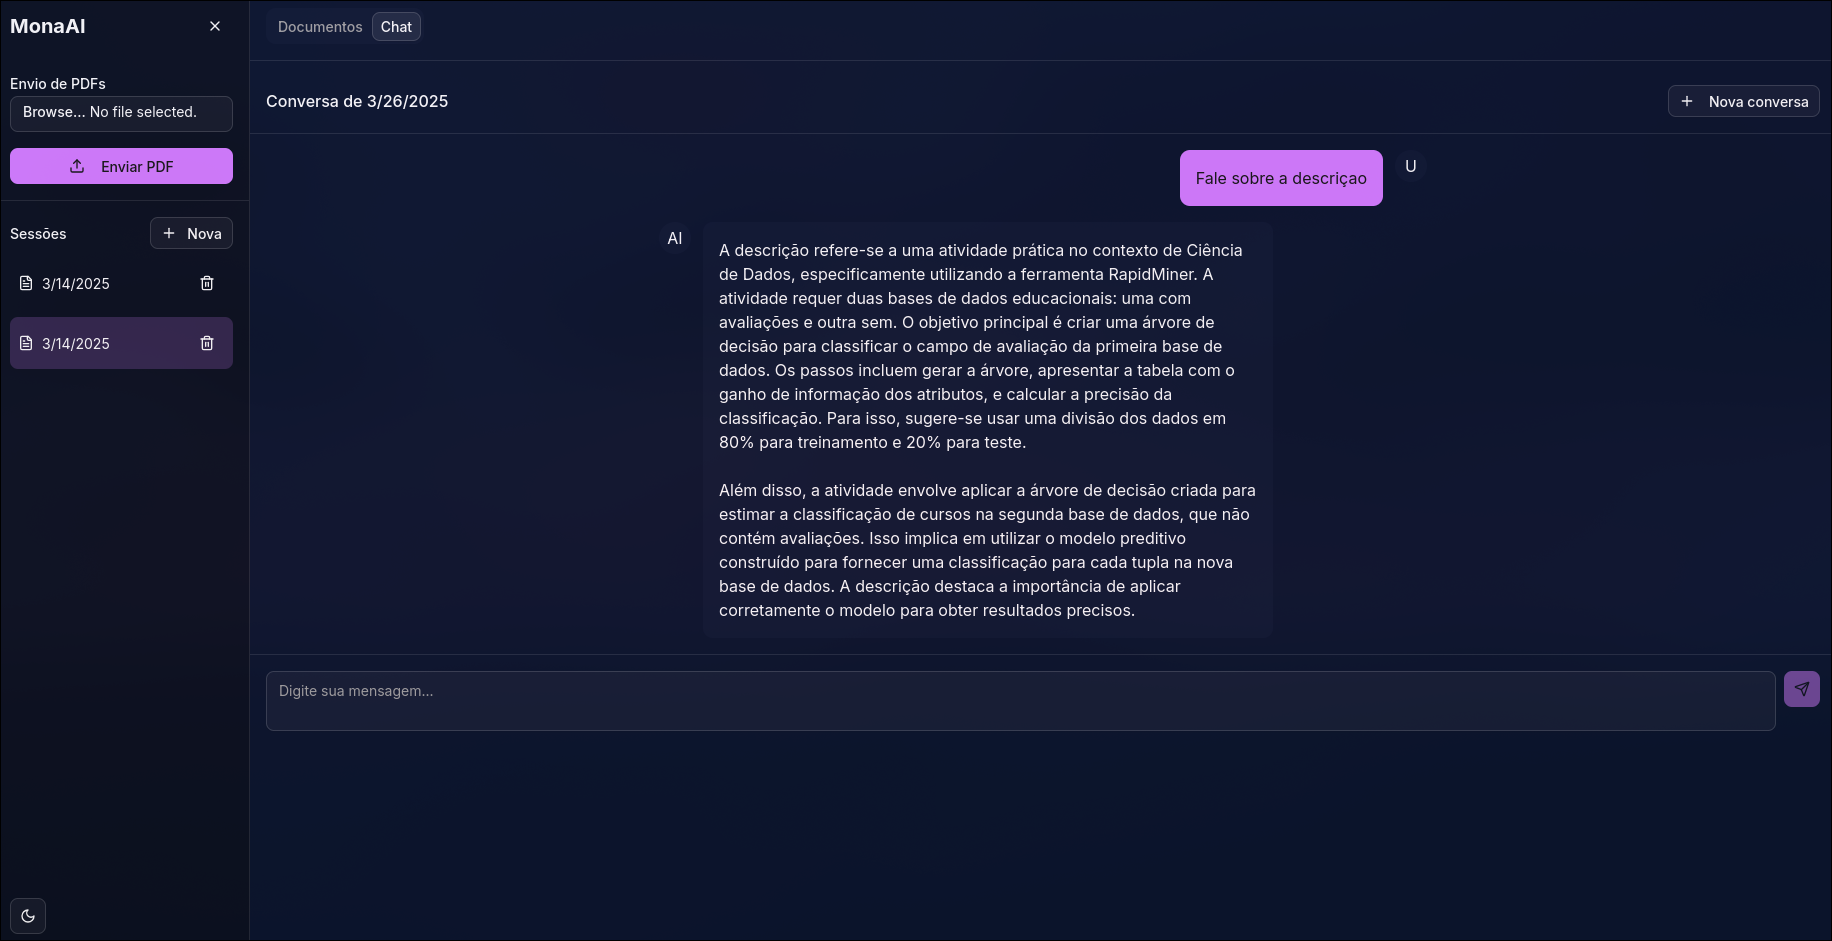 MonaAI
Envio de PDFs
Browse... No file selected.
Enviar PDF
Sessões
Nova
3/14/2025
3/14/2025
Documentos
Chat
Conversa de 3/26/2025
Nova conversa
Fale sobre a descriçao
U
AI
A descrição refere-se a uma atividade prática no contexto de Ciência
de Dados, especificamente utilizando a ferramenta RapidMiner. A
atividade requer duas bases de dados educacionais: uma com
avaliações e outra sem. O objetivo principal é criar uma árvore de
decisão para classificar o campo de avaliação da primeira base de
dados. Os passos incluem gerar a árvore, apresentar a tabela com o
ganho de informação dos atributos, e calcular a precisão da
classificação. Para isso, sugere-se usar uma divisão dos dados em
80% para treinamento e 20% para teste.
Além disso, a atividade envolve aplicar a árvore de decisão criada para
estimar a classificação de cursos na segunda base de dados, que não
contém avaliações. Isso implica em utilizar o modelo preditivo
construído para fornecer uma classificação para cada tupla na nova
base de dados. A descrição destaca a importância de aplicar
corretamente o modelo para obter resultados precisos.
Digite sua mensagem...